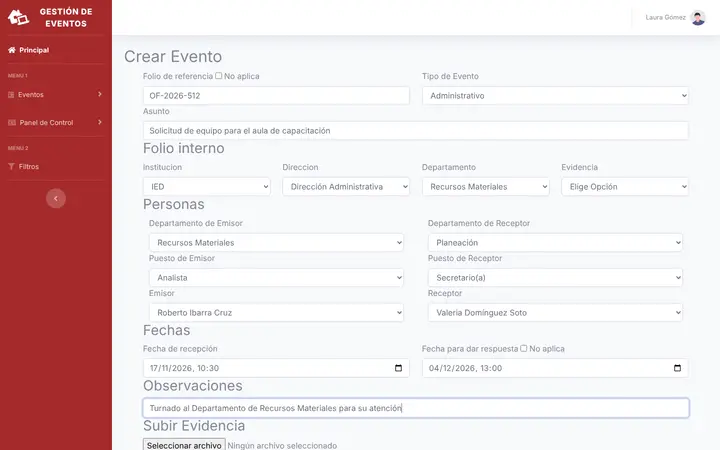 GESTIÓN DE
EVENTOS
Laura Gómez
Principal
MENU 1
Eventos
Panel de Control
MENU 2
Filtros
Crear Evento
Folio de referencia No aplica
Tipo de Evento
OF-2026-512
Administrativo
Asunto
Solicitud de equipo para el aula de capacitación
Folio interno
Institucion
Direccion
Departamento
Evidencia
IED
Dirección Administrativa
Recursos Materiales
Elige Opción
Personas
Departamento de Emisor
Departamento de Receptor
Recursos Materiales
Planeación
Puesto de Emisor
Puesto de Receptor
Analista
Secretario(a)
Emisor
Receptor
Roberto Ibarra Cruz
Valeria Domínguez Soto
Fechas
Fecha de recepción
Fecha para dar respuesta No aplica
17/11/2026, 10:30
04/12/2026, 13:00
Observaciones
Turnado al Departamento de Recursos Materiales para su atención
Subir Evidencia
Seleccionar archivo Ningún archivo seleccionado